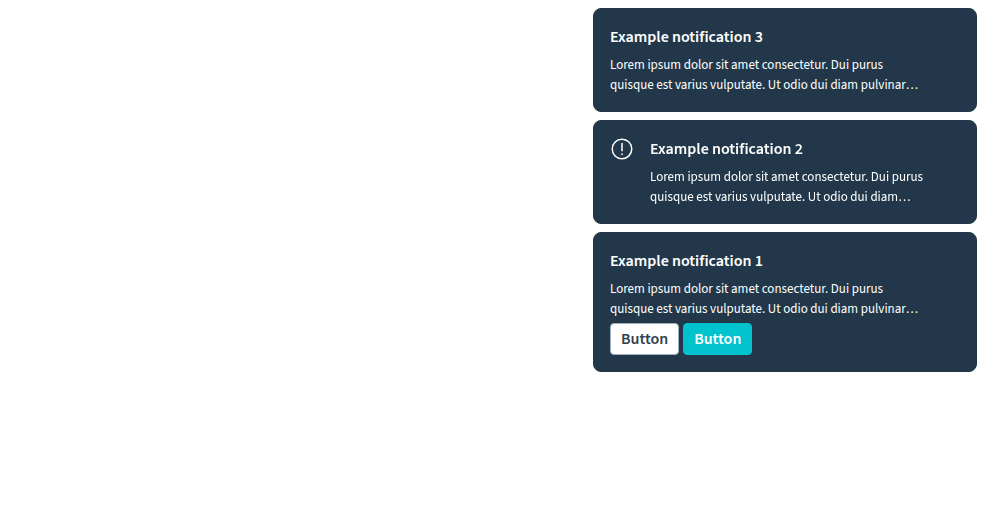 Example notification 3
Lorem ipsum dolor sit amet consectetur. Dui purus
quisque est varius vulputate. Ut odio dui diam pulvinar…
Example notification 2
Lorem ipsum dolor sit amet consectetur. Dui purus
quisque est varius vulputate. Ut odio dui diam…
Example notification 1
Lorem ipsum dolor sit amet consectetur. Dui purus
quisque est varius vulputate. Ut odio dui diam pulvinar…
Button Button